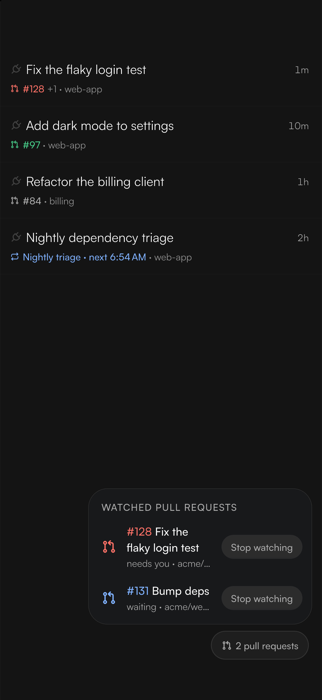 Fix the flaky login test 1m
#128 +1 · web-app
Add dark mode to settings 10m
#97 · web-app
Refactor the billing client 1h
#84 · billing
Nightly dependency triage 2h
Nightly triage · next 6:54 AM · web-app
WATCHED PULL REQUESTS
#128 Fix the
flaky login test
needs you · acme/…
Stop watching
#131 Bump deps
waiting · acme/we…
Stop watching
2 pull requests